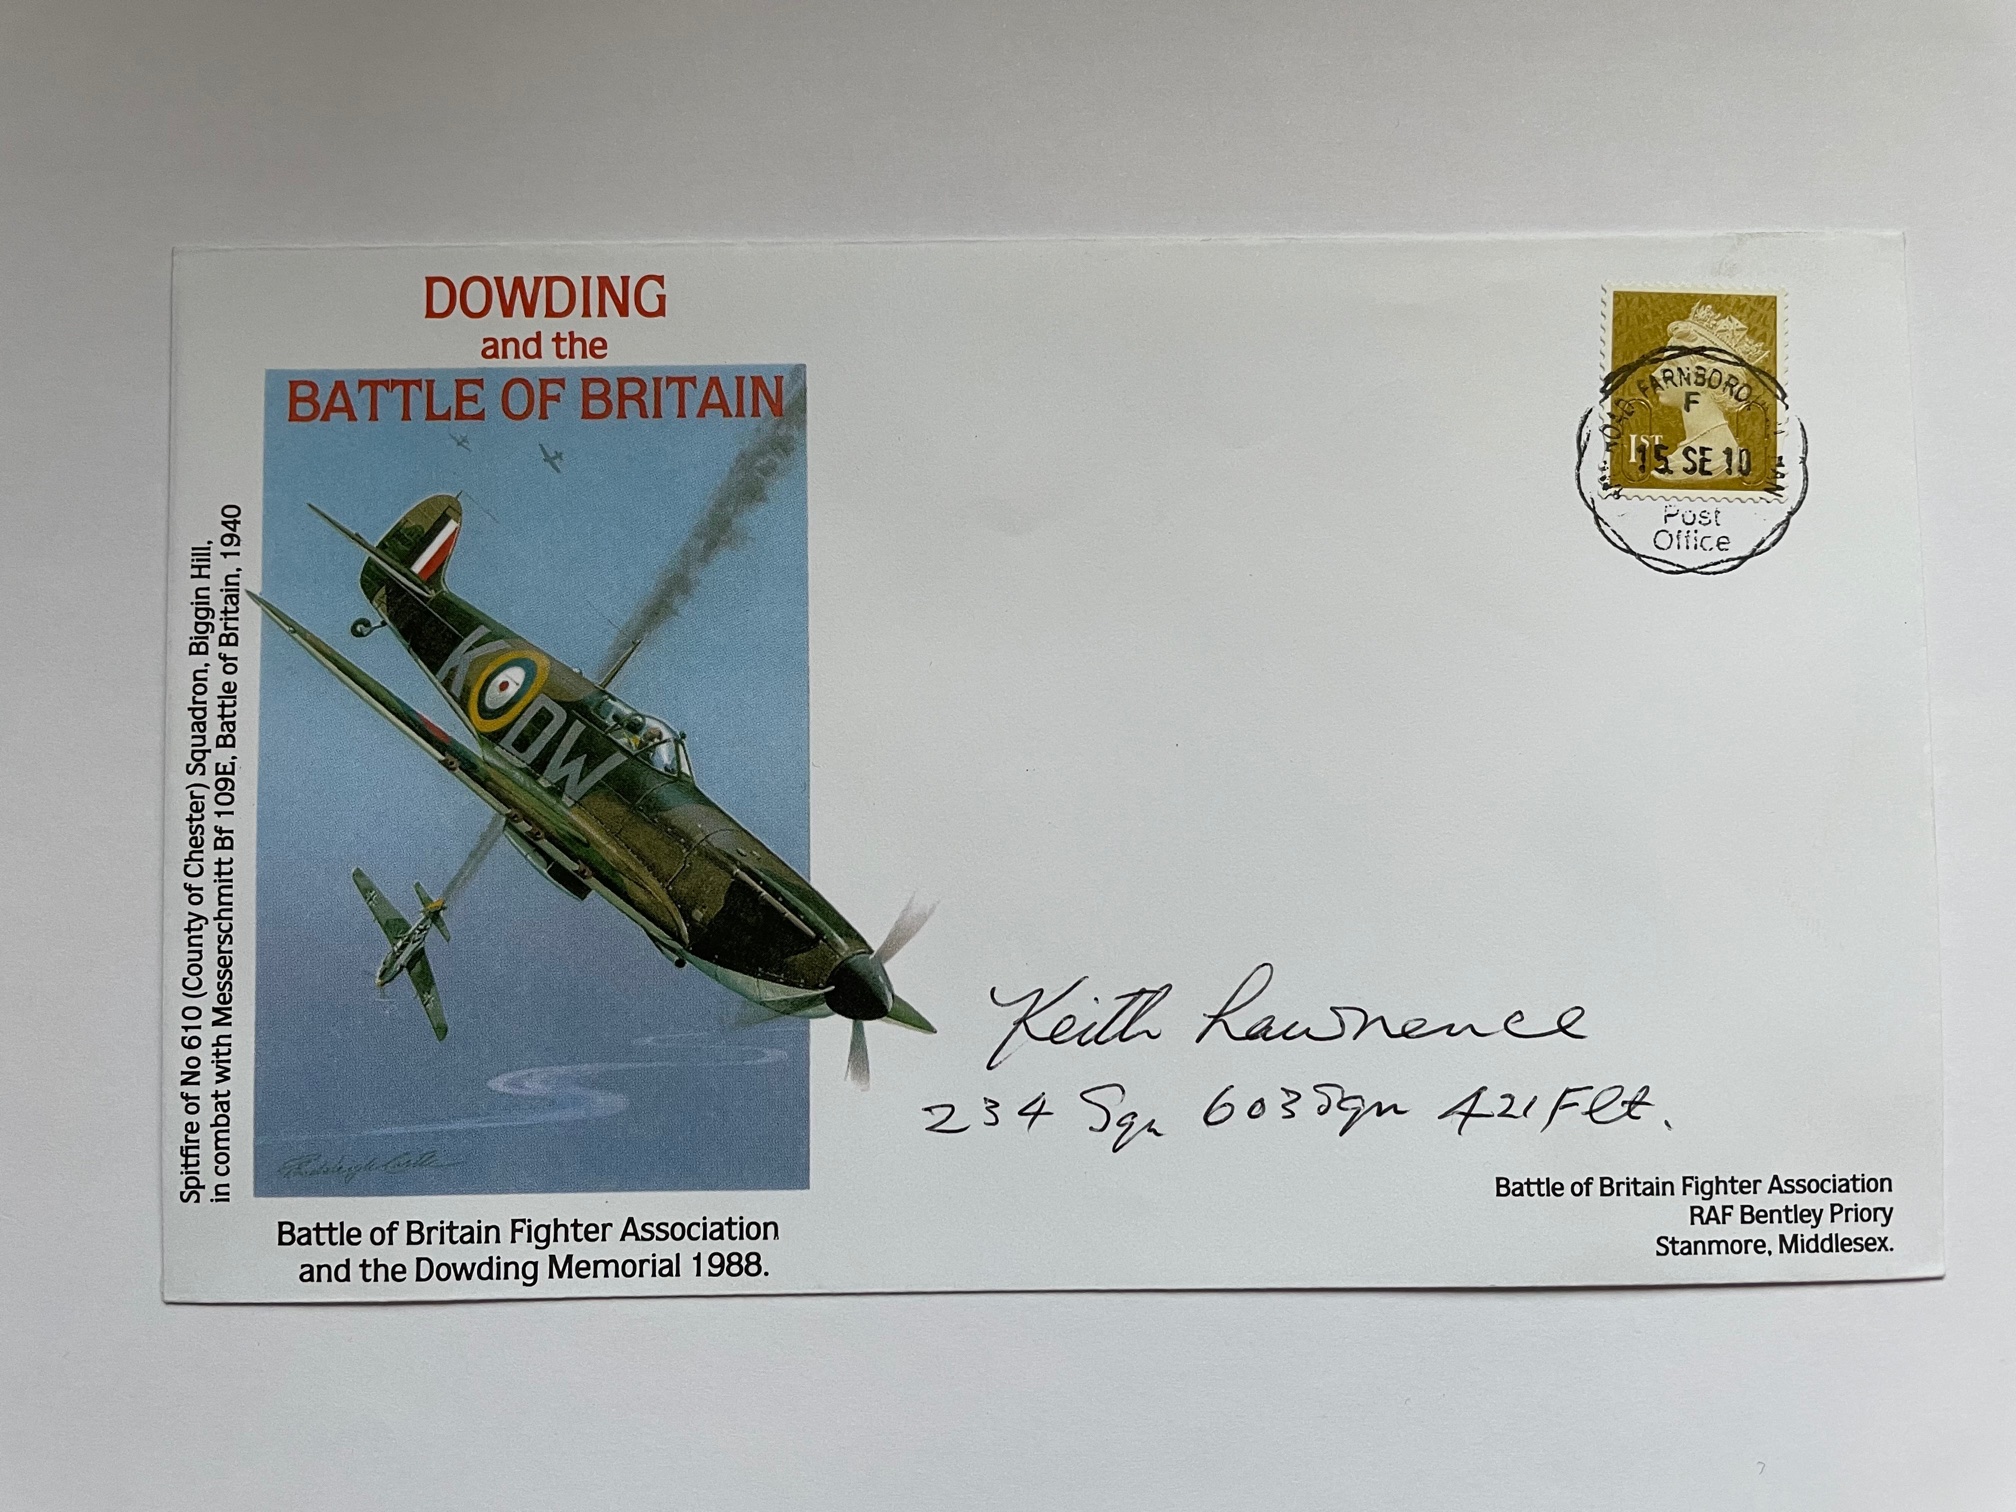 DOWDING
and the
BATTLE OF BRITAIN
Spitfire of No 610 (County of Chester) Squadron, Biggin Hill,
in combat with Messerschmitt Bf 109E, Battle of Britain, 1940
K DW
Battle of Britain Fighter Association
and the Dowding Memorial 1988.
1ST
FARNBOROUGH
F
15 SE 10
Post
Office
Keith Lawrence
234 Sqn 603 Sqn 421 Flt.
Battle of Britain Fighter Association
RAF Bentley Priory
Stanmore, Middlesex.